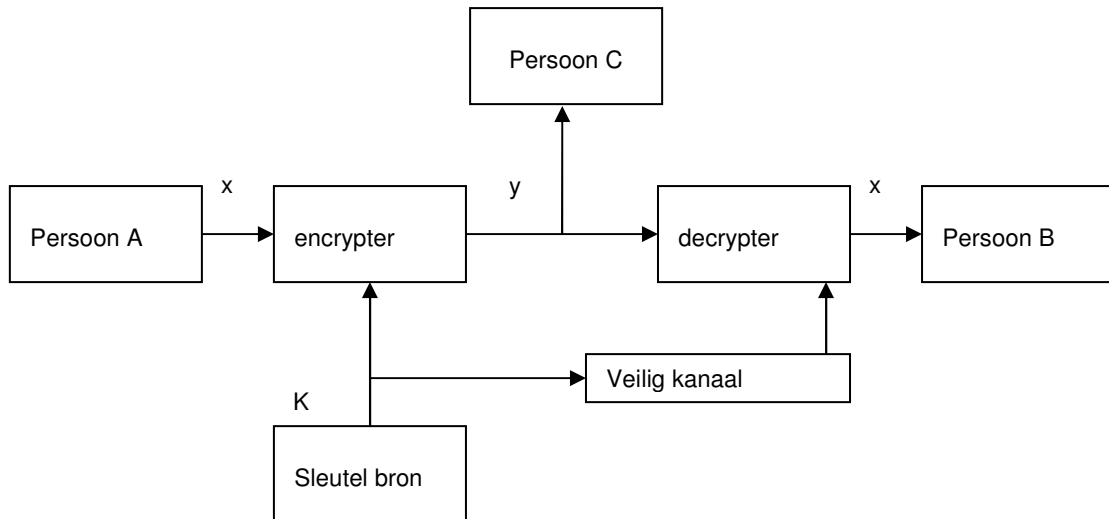 Persoon C
x
y
x
Persoon A
encrypter
decrypter
Persoon B
Veilig kanaal
K
Sleutel bron